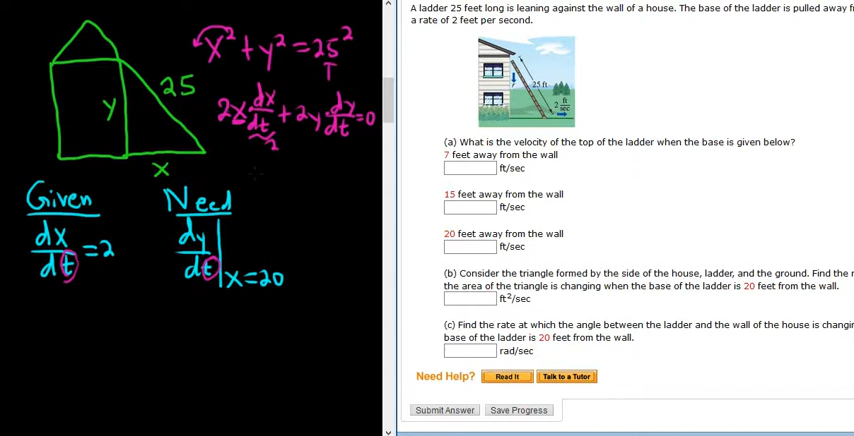 x² + y² = 25²
25
y
x
2x dx/dt + 2y dy/dt = 0
2
Given
dx/dt = 2
Need
dy/dt | x=20
A ladder 25 feet long is leaning against the wall of a house. The base of the ladder is pulled away
a rate of 2 feet per second.
25 ft
2 ft/sec
(a) What is the velocity of the top of the ladder when the base is given below?
7 feet away from the wall
ft/sec
15 feet away from the wall
ft/sec
20 feet away from the wall
ft/sec
(b) Consider the triangle formed by the side of the house, ladder, and the ground. Find the
the area of the triangle is changing when the base of the ladder is 20 feet from the wall.
ft²/sec
(c) Find the rate at which the angle between the ladder and the wall of the house is
base of the ladder is 20 feet from the wall.
rad/sec
Need Help? Read It Talk to a Tutor
Submit Answer Save Progress